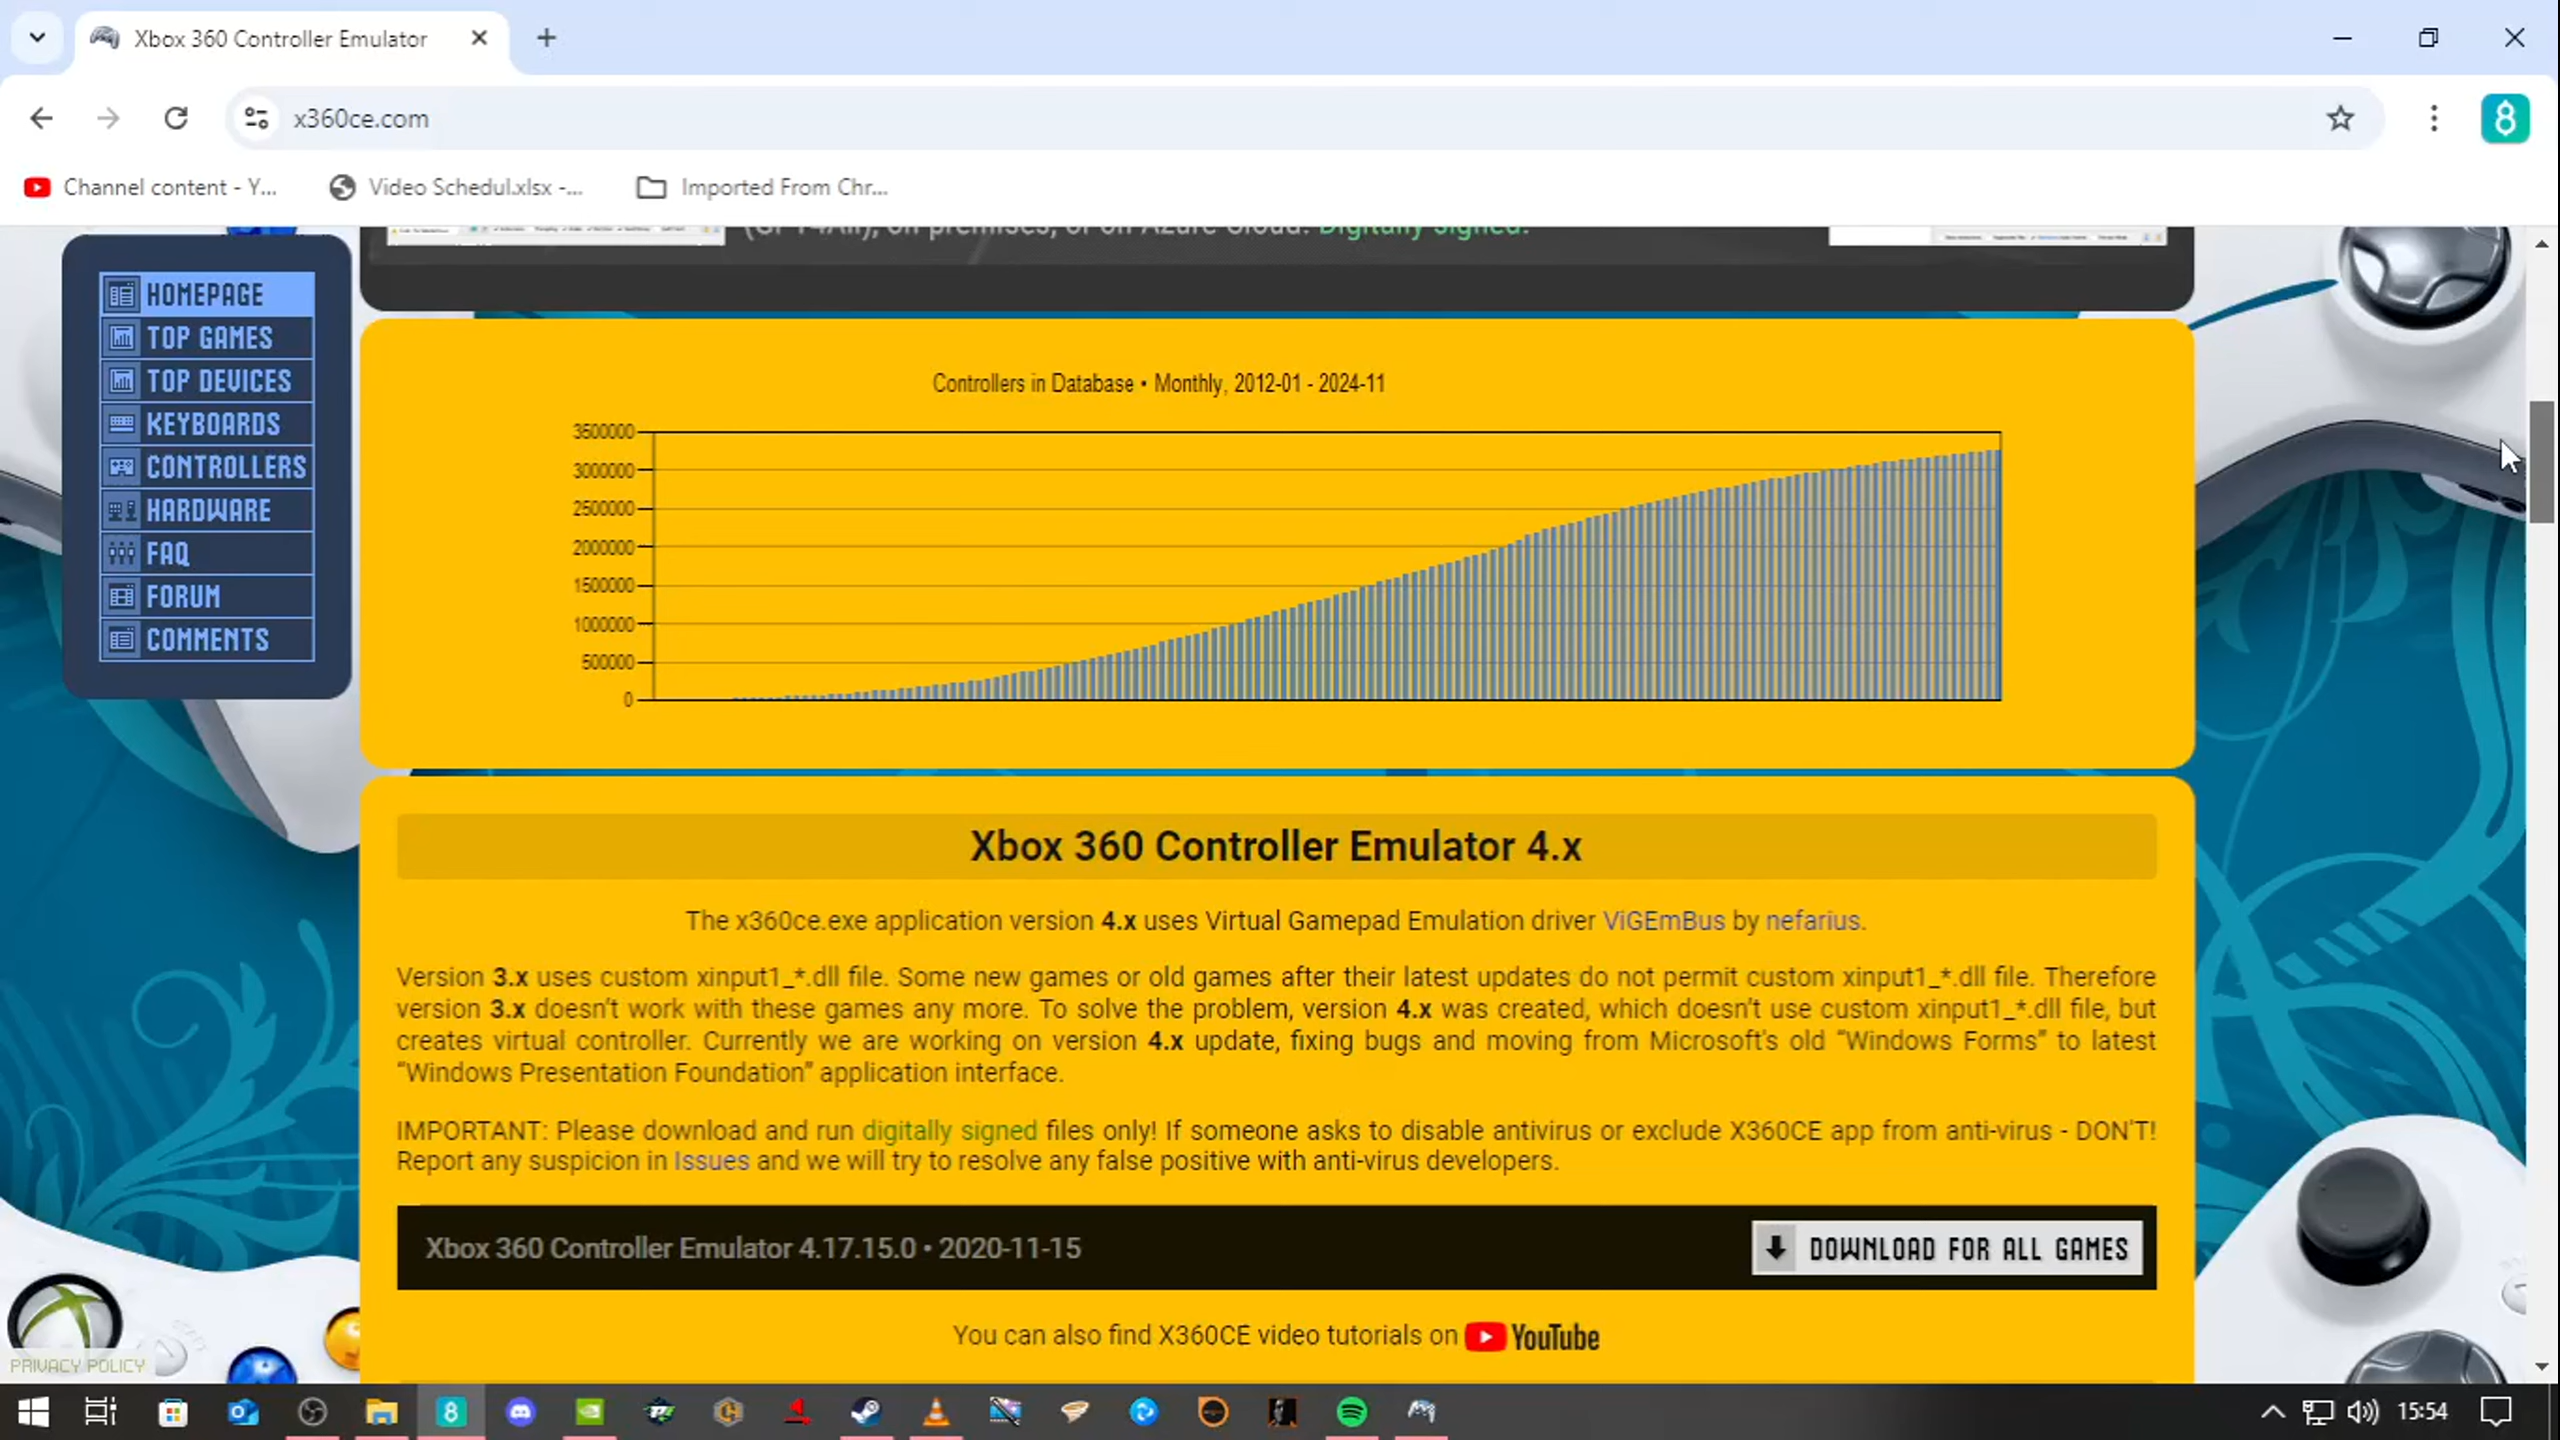 Xbox 360 Controller Emulator
x360ce.com
Channel content - Y...
Video Schedul.xlsx -...
Imported From Chr...
(Or P4All), on premises, or on Azure Cloud. Digitally Signed.
HOMEPAGE
TOP GAMES
TOP DEVICES
KEYBOARDS
CONTROLLERS
HARDWARE
FAQ
FORUM
COMMENTS
Controllers in Database • Monthly, 2012-01 - 2024-11
3500000
3000000
2500000
2000000
1500000
1000000
500000
0
Xbox 360 Controller Emulator 4.x
The x360ce.exe application version 4.x uses Virtual Gamepad Emulation driver ViGEmBus by nefarius.
Version 3.x uses custom xinput1_*.dll file. Some new games or old games after their latest updates do not permit custom xinput1_*.dll file. Therefore
version 3.x doesn’t work with these games any more. To solve the problem, version 4.x was created, which doesn’t use custom xinput1_*.dll file, but
creates virtual controller. Currently we are working on version 4.x update, fixing bugs and moving from Microsoft’s old “Windows Forms” to latest
“Windows Presentation Foundation” application interface.
IMPORTANT: Please download and run digitally signed files only! If someone asks to disable antivirus or exclude X360CE app from anti-virus - DON'T!
Report any suspicion in Issues and we will try to resolve any false positive with anti-virus developers.
Xbox 360 Controller Emulator 4.17.15.0 • 2020-11-15
DOWNLOAD FOR ALL GAMES
You can also find X360CE video tutorials on YouTube
PRIVACY POLICY
15:54